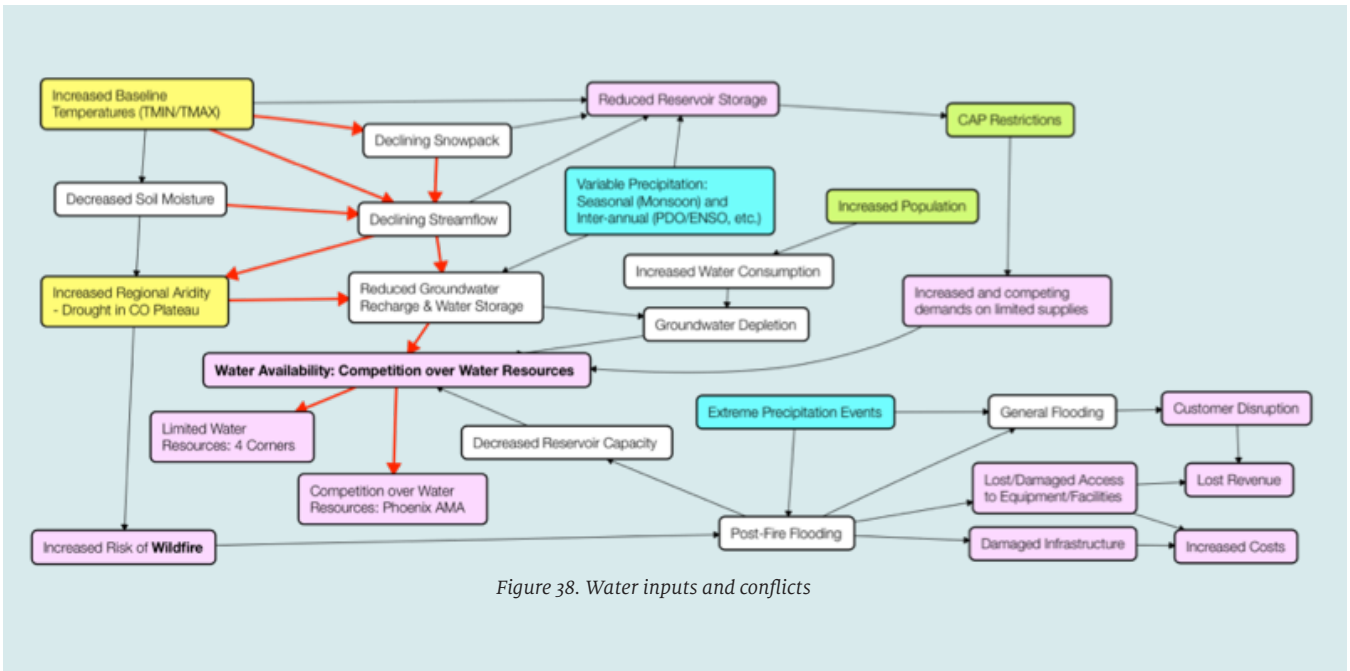 Increased Baseline
Temperatures (TMIN/TMAX)
Reduced Reservoir Storage
CAP Restrictions
Declining Snowpack
Decreased Soil Moisture
Variable Precipitation:
Seasonal (Monsoon) and
Inter-annual (PDO/ENSO, etc.)
Increased Population
Declining Streamflow
Increased Water Consumption
Increased Regional Aridity
- Drought in CO Plateau
Reduced Groundwater
Recharge & Water Storage
Increased and competing
demands on limited supplies
Groundwater Depletion
Water Availability: Competition over Water Resources
Extreme Precipitation Events
General Flooding
Customer Disruption
Limited Water
Resources: 4 Corners
Decreased Reservoir Capacity
Competition over Water
Resources: Phoenix AMA
Lost/Damaged Access
to Equipment/Facilities
Lost Revenue
Increased Risk of Wildfire
Post-Fire Flooding
Damaged Infrastructure
Increased Costs
Figure 38. Water inputs and conflicts